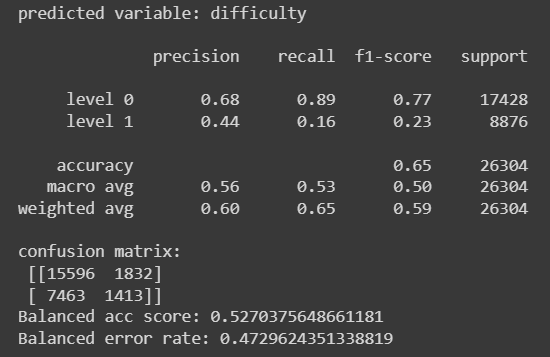 predicted variable: difficulty
precision recall f1-score support
level 0 0.68 0.89 0.77 17428
level 1 0.44 0.16 0.23 8876
accuracy 0.65 26304
macro avg 0.56 0.53 0.50 26304
weighted avg 0.60 0.65 0.59 26304
confusion matrix:
[[15596 1832]
[ 7463 1413]]
Balanced acc score: 0.5270375648661181
Balanced error rate: 0.4729624351338819